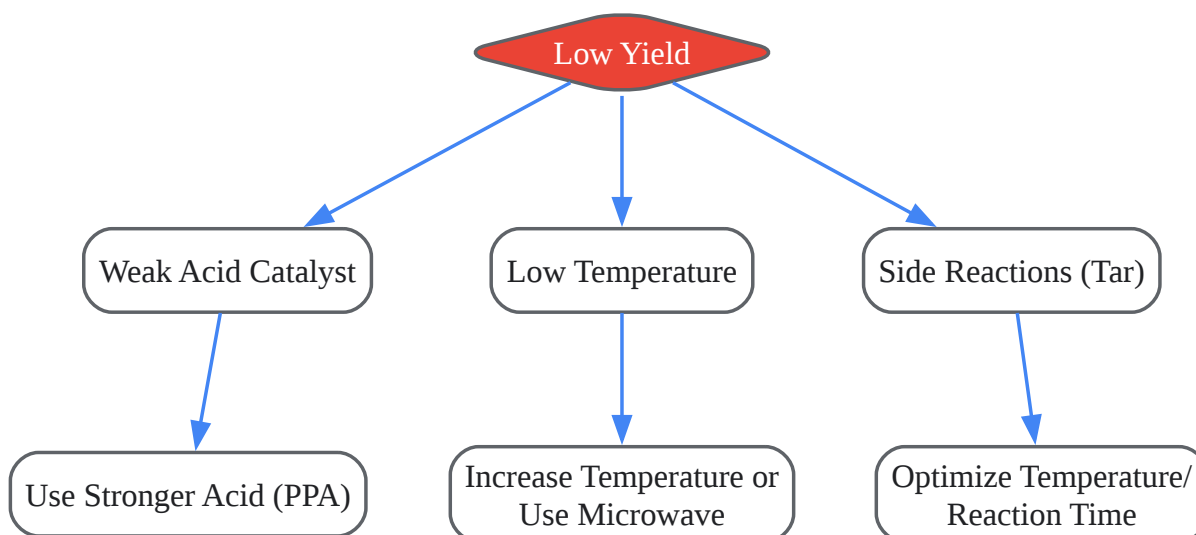 Low Yield
Weak Acid Catalyst
Low Temperature
Side Reactions (Tar)
Use Stronger Acid (PPA)
Increase Temperature or
Use Microwave
Optimize Temperature/
Reaction Time